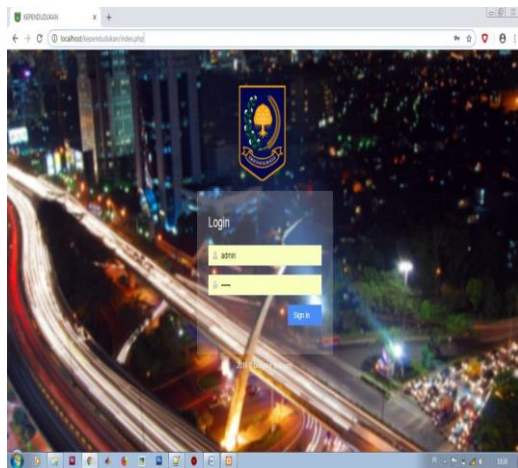 KEPENDUDUKAN
localhost/kependudukan/index.php
Login
admin
•••••
Sign in